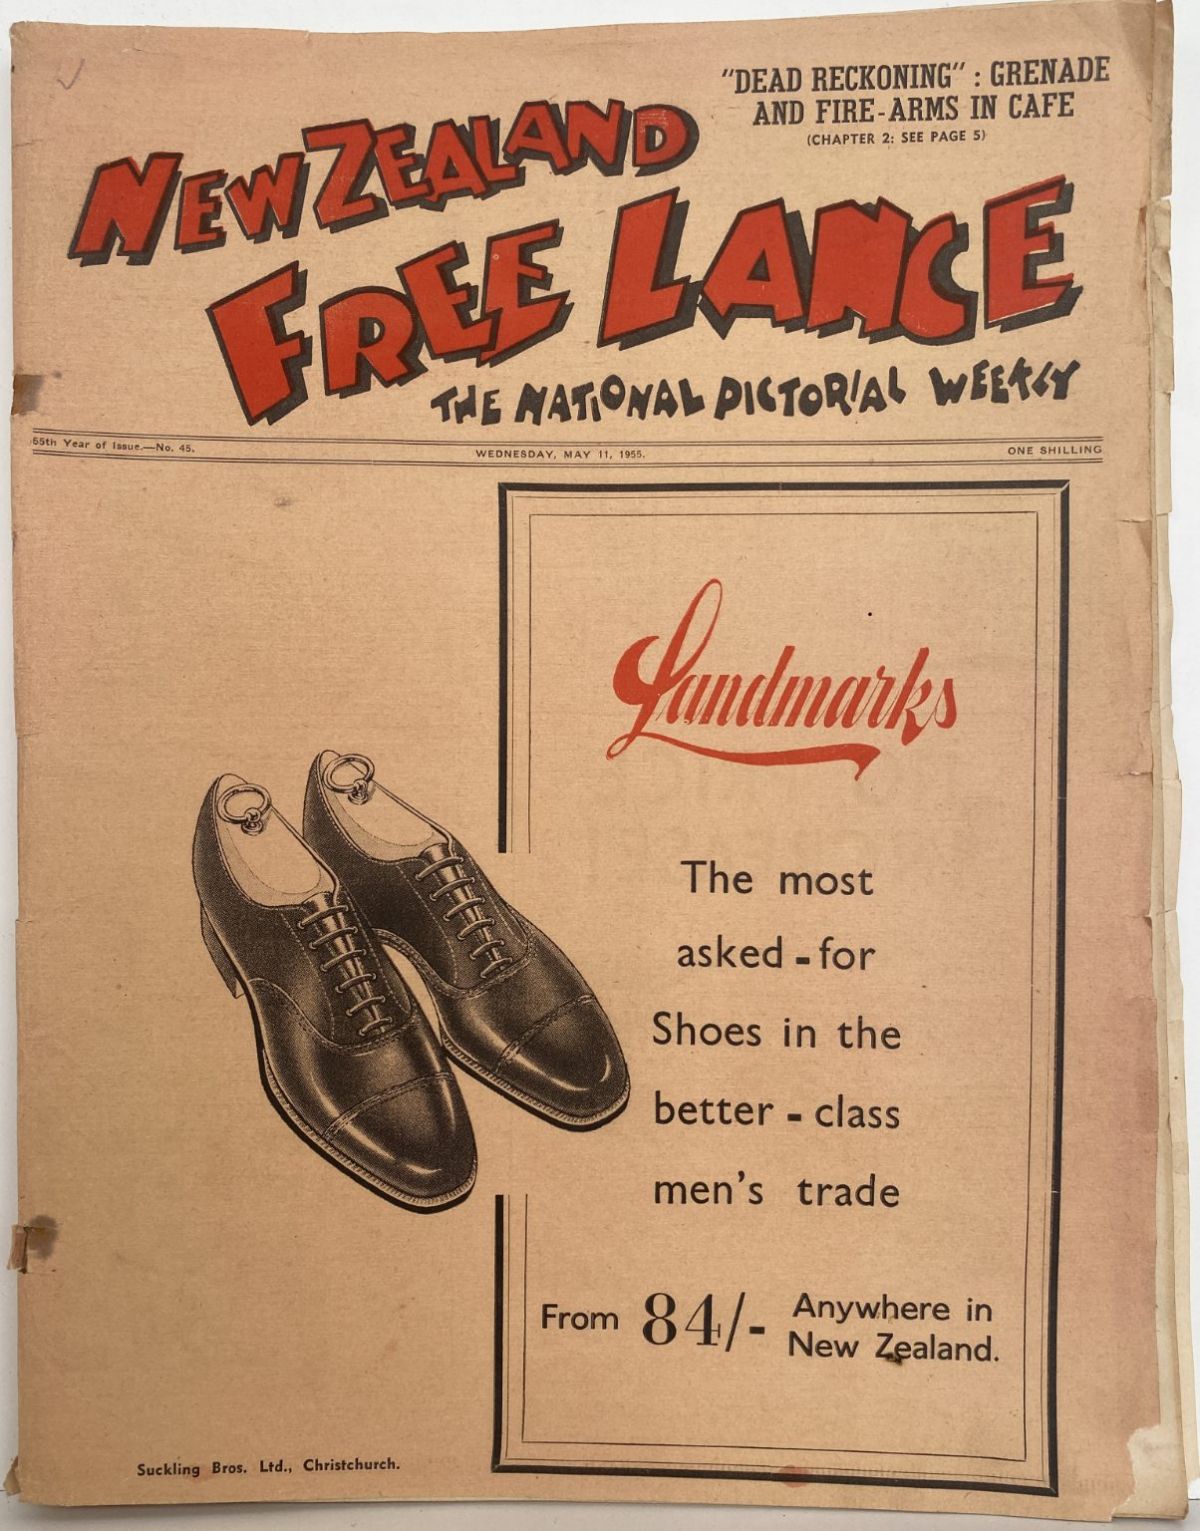 "DEAD RECKONING" : GRENADE
AND FIRE-ARMS IN CAFE
(CHAPTER 2: SEE PAGE 5)
NEW ZEALAND
FREE LANCE
THE NATIONAL PICTORIAL WEEKLY
55th Year of Issue.—No. 45.
WEDNESDAY, MAY 11, 1955.
ONE SHILLING
Landmarks
The most
asked-for
Shoes in the
better-class
men's trade
From 84/- Anywhere in
New Zealand.
Suckling Bros. Ltd., Christchurch.